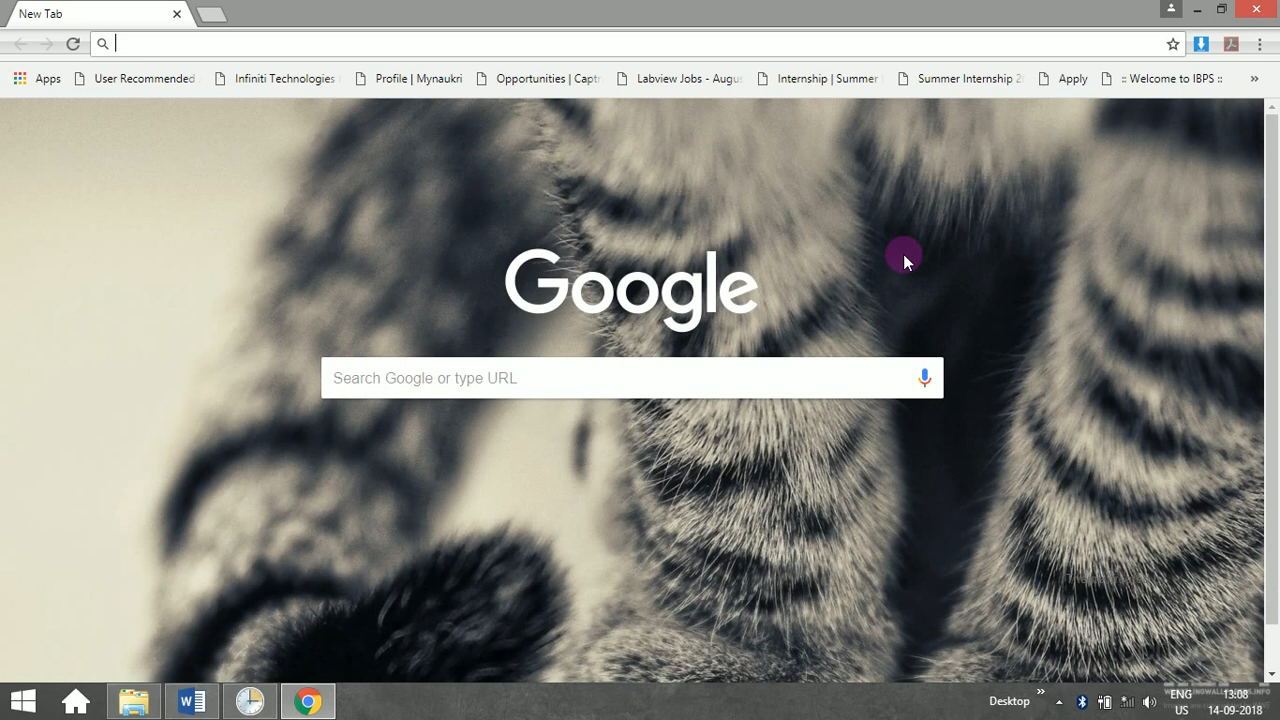 New Tab
Apps User Recommended Infiniti Technologies Profile | Mynaukri Opportunities | Capt Labview Jobs - Augu Internship | Summer Summer Internship 2 Apply :: Welcome to IBPS :: »
Google
Search Google or type URL
Desktop » ENG 13:08
US 14-09-2018